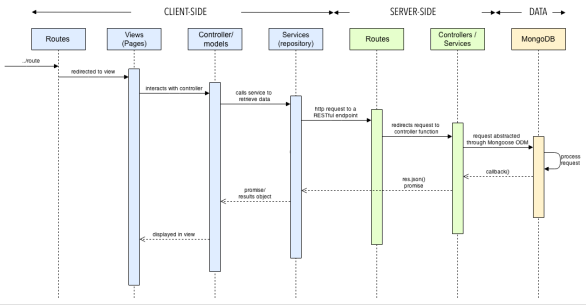 CLIENT-SIDE
SERVER-SIDE
DATA
Routes
Views
(Pages)
Controller/
models
Services
(repository)
Routes
Controllers /
Services
MongoDB
../route
redirected to view
interacts with controller
calls service to
retrieve data
http request to a
RESTful endpoint
redirects request to
controller function
request abstracted
through Mongoose ODM
process
request
callback()
res.json()
promise
promise/
results object
displayed in view